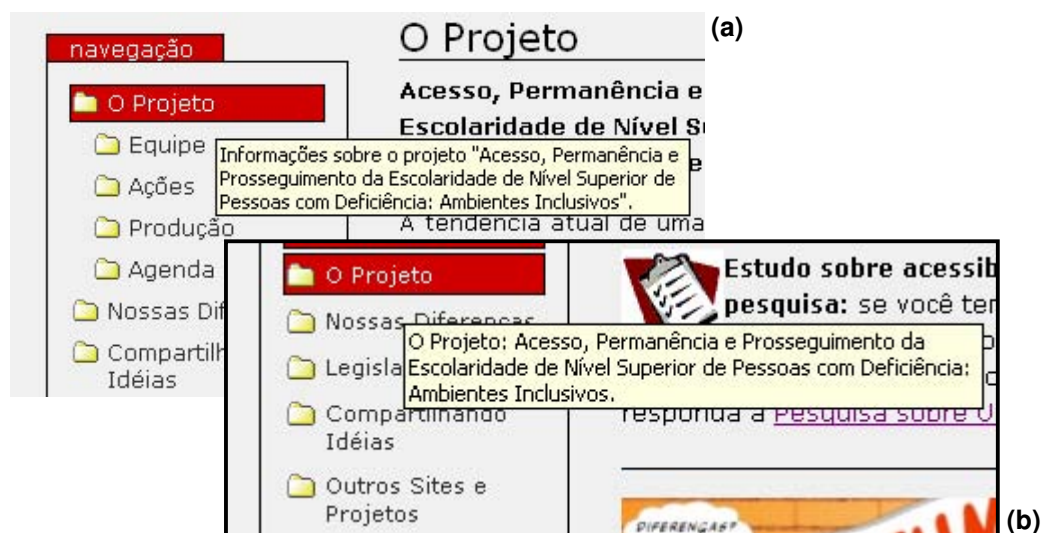 navegação
O Projeto
Equipe
Ações
Produção
Agenda
Nossas Dif
Compartilh
Idéias
O Projeto
(a)
Acesso, Permanência e
Escolaridade de Nível S
Informações sobre o projeto "Acesso, Permanência e
Prosseguimento da Escolaridade de Nível Superior de
Pessoas com Deficiência: Ambientes Inclusivos".
A tendência atual de uma
O Projeto
Nossas Diferenças
Legisla
Compartilhando
Idéias
Outros Sites e
Projetos
O Projeto: Acesso, Permanência e Prosseguimento da
Escolaridade de Nível Superior de Pessoas com Deficiência:
Ambientes Inclusivos.
Estudo sobre acessib
pesquisa: se você ter
responda a Pesquisa sobre U
DIFERENÇAS?
(b)